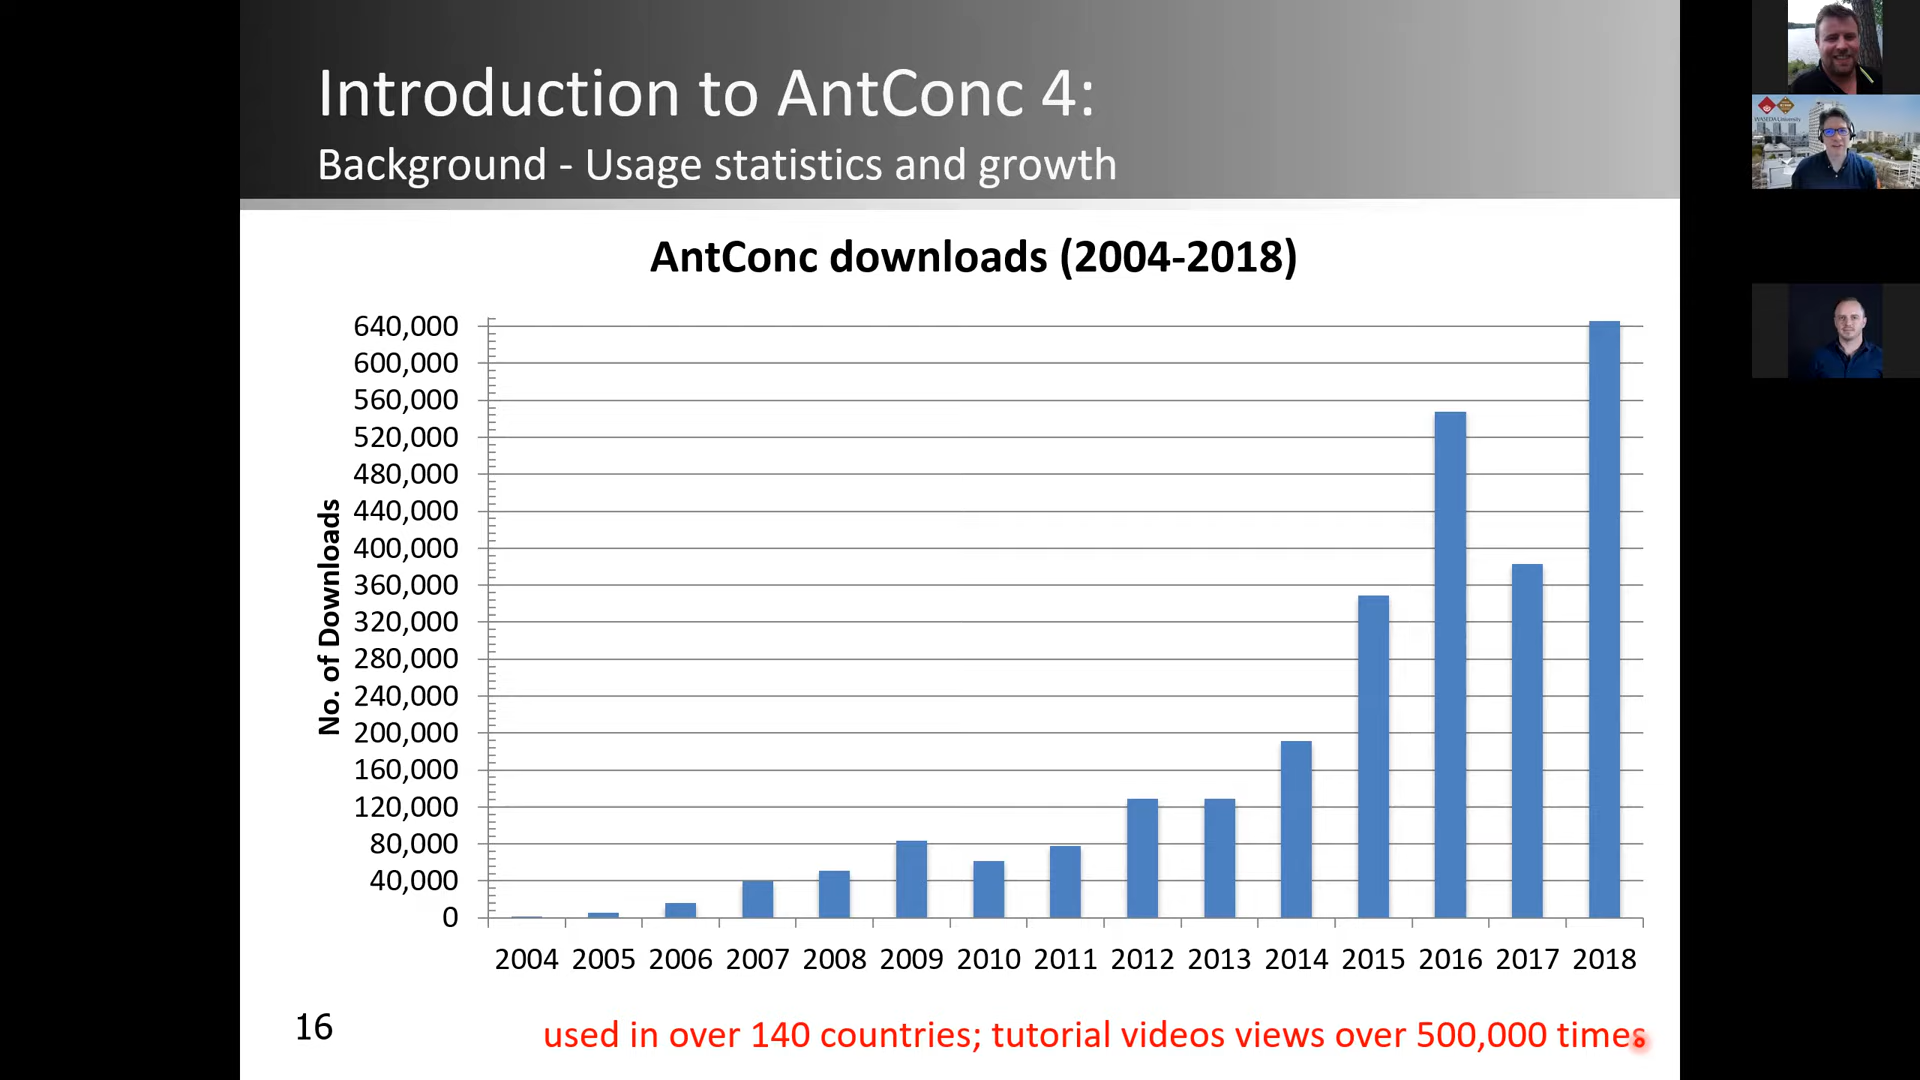 Introduction to AntConc 4:
Background - Usage statistics and growth
AntConc downloads (2004-2018)
No. of Downloads
640,000
600,000
560,000
520,000
480,000
440,000
400,000
360,000
320,000
280,000
240,000
200,000
160,000
120,000
80,000
40,000
0
2004 2005 2006 2007 2008 2009 2010 2011 2012 2013 2014 2015 2016 2017 2018
16
used in over 140 countries; tutorial videos views over 500,000 times
WASEDA University